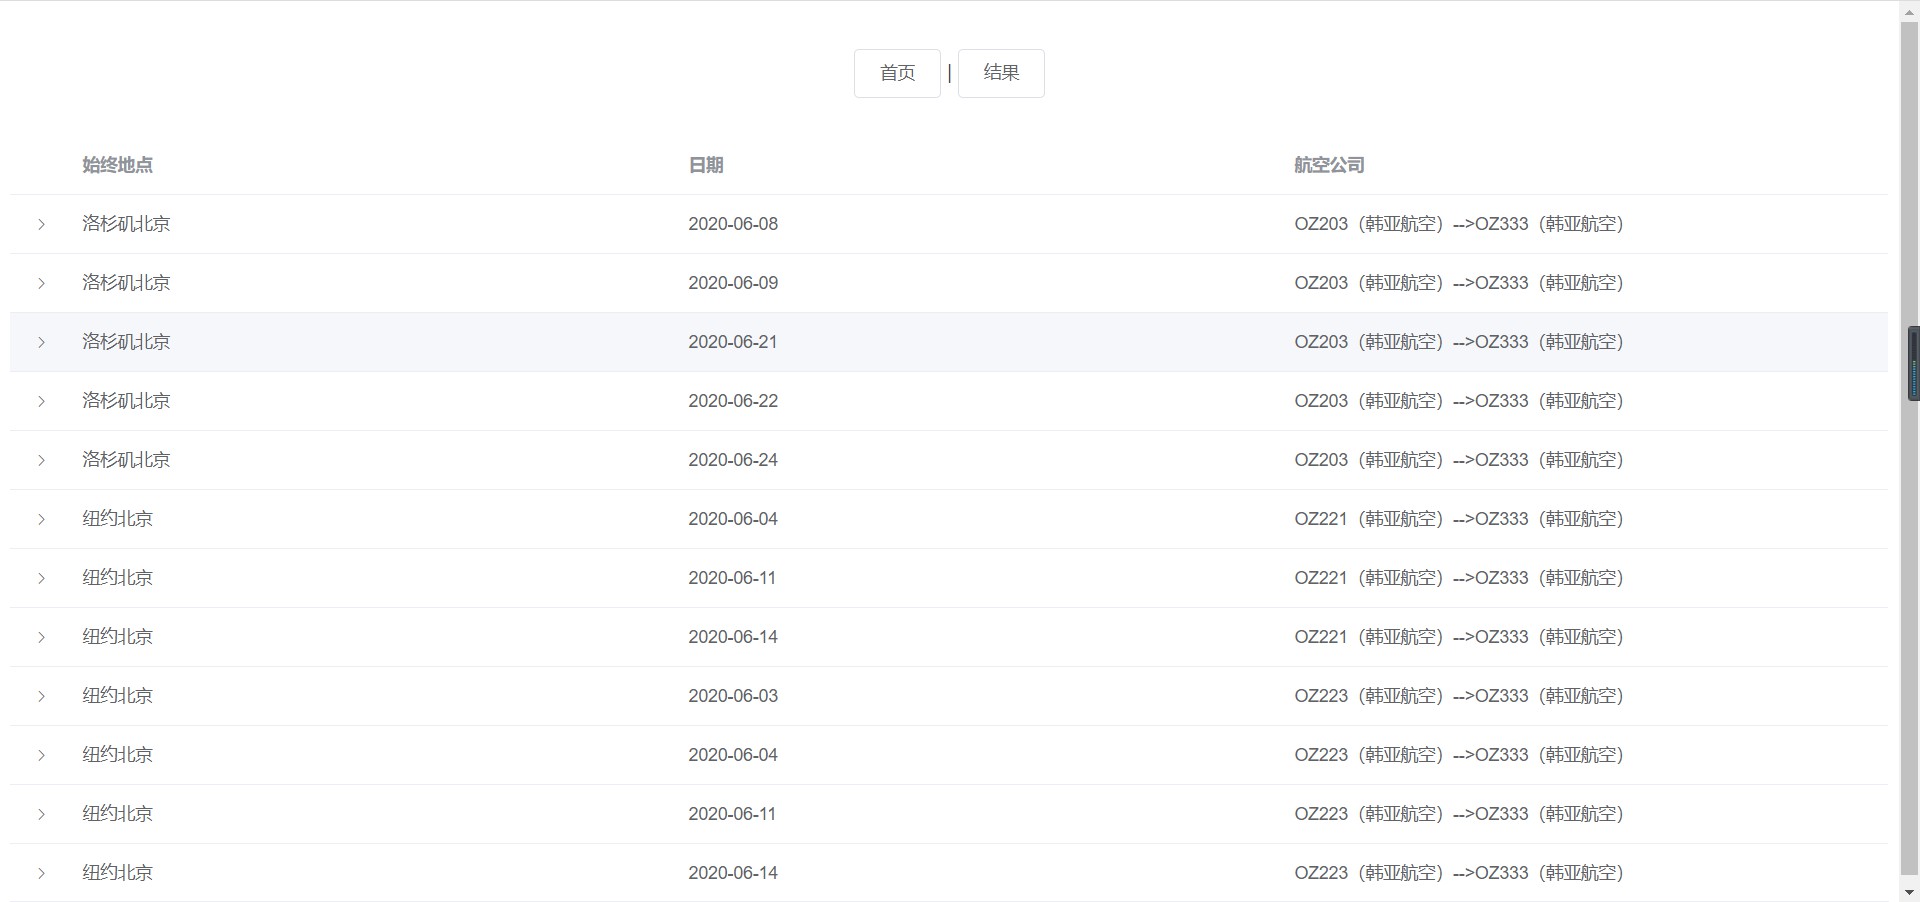 首页 | 结果
始终地点 日期 航空公司
洛杉矶北京 2020-06-08 OZ203（韩亚航空）-->OZ333（韩亚航空）
洛杉矶北京 2020-06-09 OZ203（韩亚航空）-->OZ333（韩亚航空）
洛杉矶北京 2020-06-21 OZ203（韩亚航空）-->OZ333（韩亚航空）
洛杉矶北京 2020-06-22 OZ203（韩亚航空）-->OZ333（韩亚航空）
洛杉矶北京 2020-06-24 OZ203（韩亚航空）-->OZ333（韩亚航空）
纽约北京 2020-06-04 OZ221（韩亚航空）-->OZ333（韩亚航空）
纽约北京 2020-06-11 OZ221（韩亚航空）-->OZ333（韩亚航空）
纽约北京 2020-06-14 OZ221（韩亚航空）-->OZ333（韩亚航空）
纽约北京 2020-06-03 OZ223（韩亚航空）-->OZ333（韩亚航空）
纽约北京 2020-06-04 OZ223（韩亚航空）-->OZ333（韩亚航空）
纽约北京 2020-06-11 OZ223（韩亚航空）-->OZ333（韩亚航空）
纽约北京 2020-06-14 OZ223（韩亚航空）-->OZ333（韩亚航空）